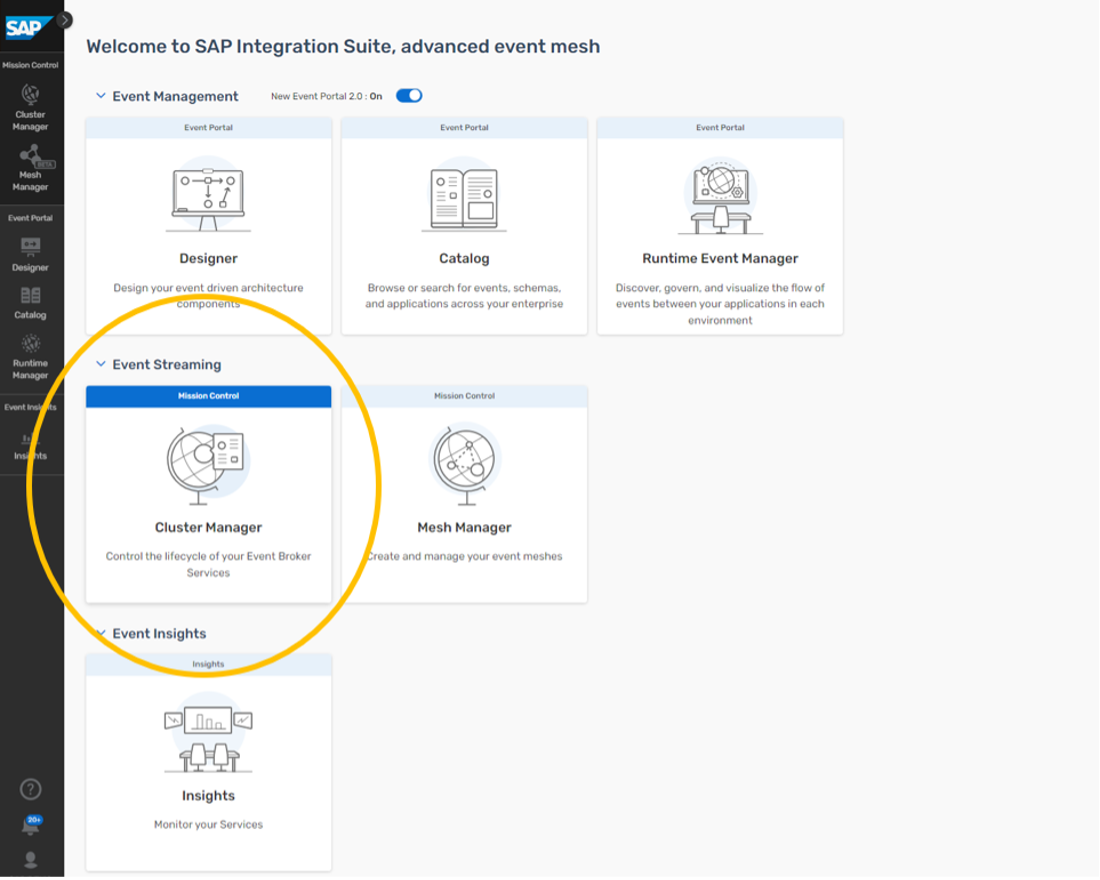 SAP
Mission Control
Cluster
Manager
BETA
Mesh
Manager
Event Portal
Designer
Catalog
Runtime
Manager
Event Insights
Insights
20+
Welcome to SAP Integration Suite, advanced event mesh
Event Management
New Event Portal 2.0 : On
Event Portal
Designer
Design your event driven architecture
components
Event Portal
Catalog
Browse or search for events, schemas,
and applications across your enterprise
Event Portal
Runtime Event Manager
Discover, govern, and visualize the flow of
events between your applications in each
environment
Event Streaming
Mission Control
Cluster Manager
Control the lifecycle of your Event Broker
Services
Mission Control
Mesh Manager
Create and manage your event meshes
Event Insights
Insights
Insights
Monitor your Services